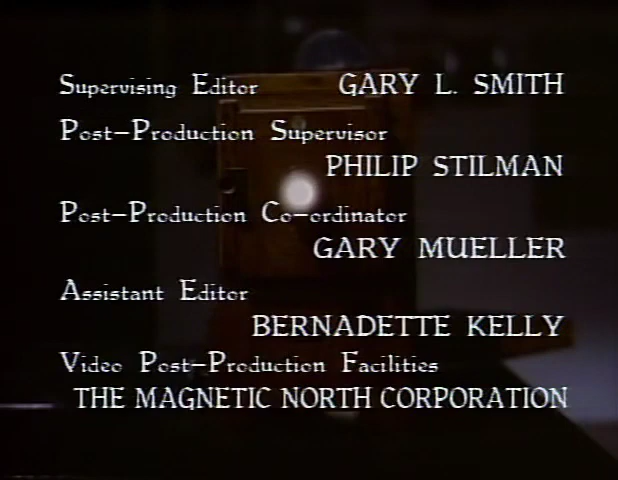 Supervising Editor GARY L. SMITH
Post-Production Supervisor
PHILIP STILMAN
Post-Production Co-ordinator
GARY MUELLER
Assistant Editor
BERNADETTE KELLY
Video Post-Production Facilities
THE MAGNETIC NORTH CORPORATION